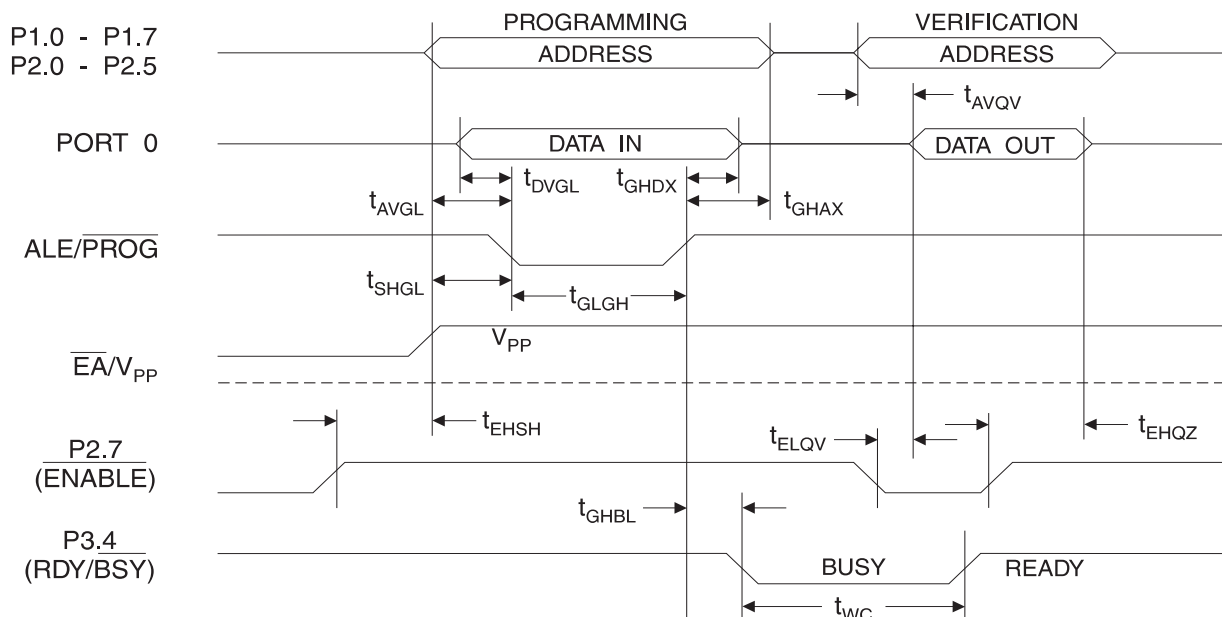 PROGRAMMING VERIFICATION
P1.0 - P1.7
P2.0 - P2.5
ADDRESS ADDRESS
tAVQV
PORT 0 DATA IN DATA OUT
tDVGL tGHDX
tAVGL tGHAX
ALE/PROG
tSHGL tGLGH
VPP
EA/VPP
tEHSH tELQV tEHQZ
P2.7
(ENABLE)
tGHBL
P3.4
(RDY/BSY) BUSY READY
tWC